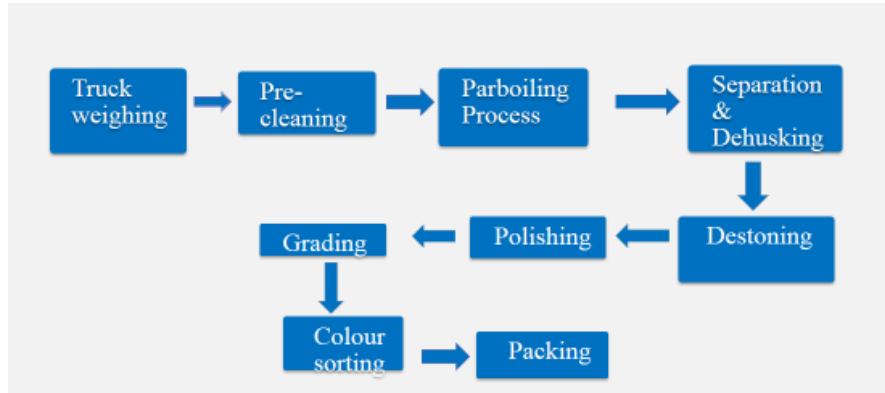 Truck
weighing
Pre-
cleaning
Parboiling
Process
Separation
&
Dehusking
Destoning
Polishing
Grading
Colour
sorting
Packing